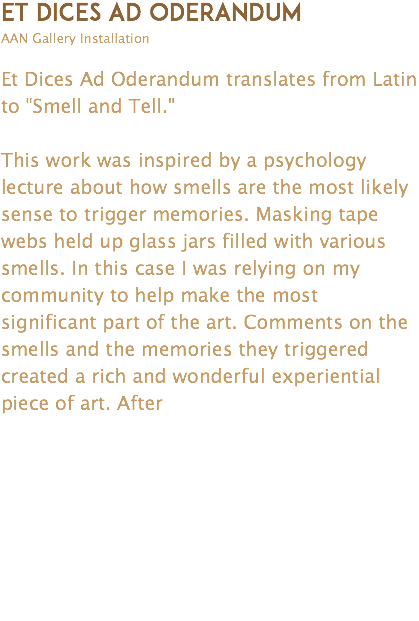 ET DICES AD ODERANDUM
AAN Gallery Installation
Et Dices Ad Oderandum translates from Latin
to "Smell and Tell."
This work was inspired by a psychology
lecture about how smells are the most likely
sense to trigger memories. Masking tape
webs held up glass jars filled with various
smells. In this case I was relying on my
community to help make the most
significant part of the art. Comments on the
smells and the memories they triggered
created a rich and wonderful experiential
piece of art. After